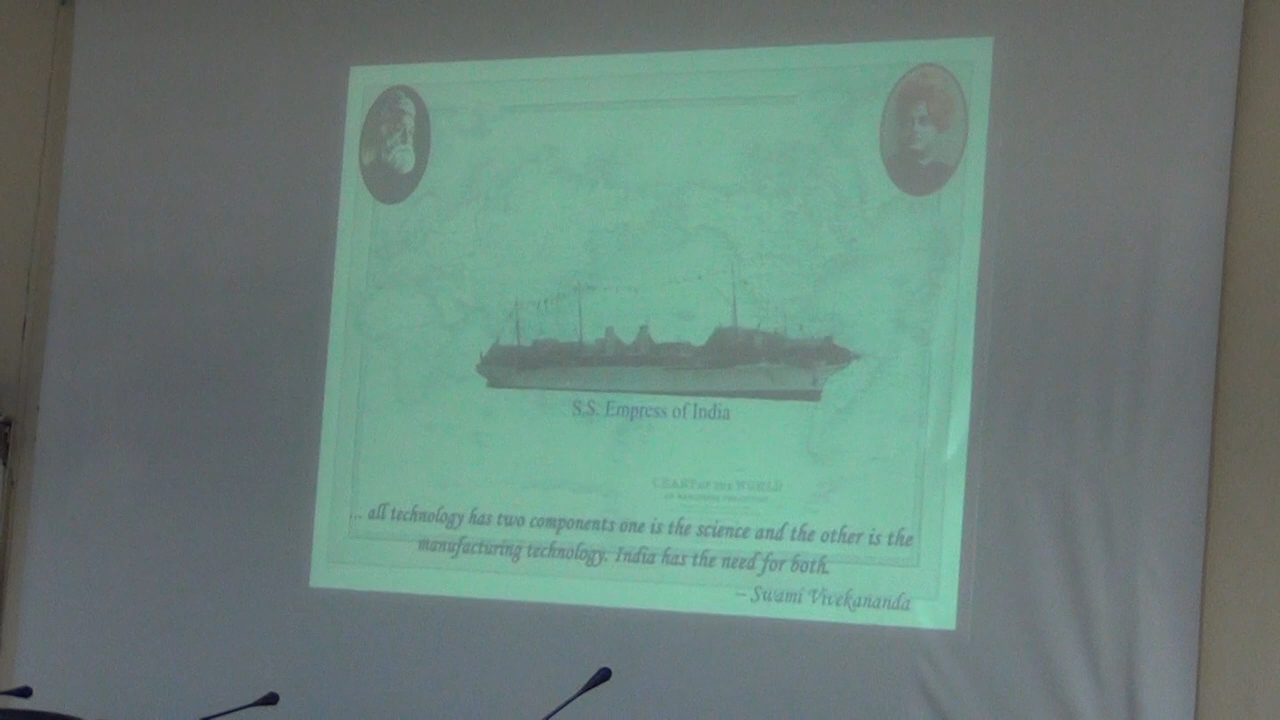 S.S. Empress of India
CHART OF THE WORLD
... all technology has two components one is the science and the other is the
manufacturing technology. India has the need for both.
– Swami Vivekananda